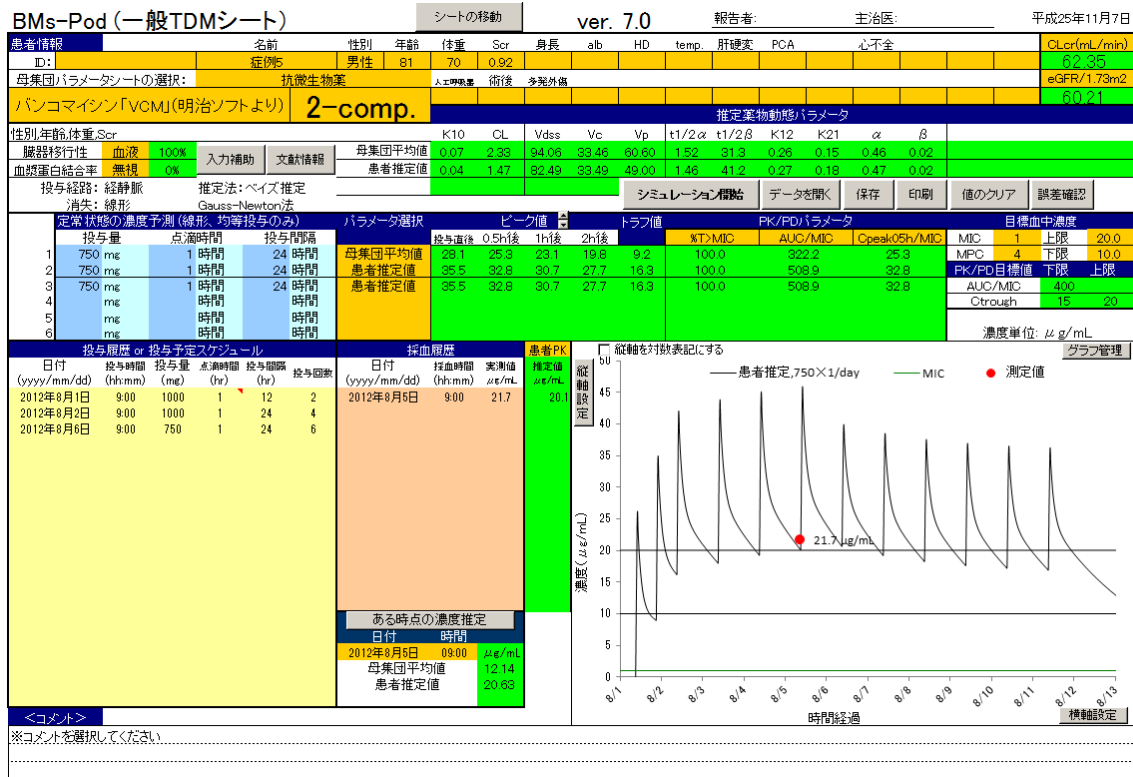 BMs-Pod (一般TDMシート) シートの移動 ver. 7.0 報告者: 主治医: 平成25年11月7日
患者情報 名前 性別 年齢 体重 Scr 身長 alb HD temp. 肝硬変 PCA 心不全 CLcr(mL/min)
ID: 症例5 男性 81 70 0.92 62.35
母集団パラメータシートの選択: 抗微生物薬 人工呼吸器 術後 多発外傷 eGFR/1.73m2
バンコマイシン「VCM」(明治ソフトより) 2-comp. 60.21
推定薬物動態パラメータ
性別,年齢,体重,Scr K10 CL Vdss Vc Vp t1/2α t1/2β K12 K21 α β
臓器移行性 血液 100% 入力補助 文献情報 母集団平均値 0.07 2.33 94.06 33.46 60.60 1.52 31.3 0.26 0.15 0.46 0.02
血漿蛋白結合率 無視 0% 患者推定値 0.04 1.47 82.49 33.49 49.00 1.46 41.2 0.27 0.18 0.47 0.02
投与経路: 経静脈 推定法:ベイズ推定
シミュレーション開始 データを開く 保存 印刷 値のクリア 誤差確認
消失: 線形 Gauss-Newton法
定常状態の濃度予測(線形、均等投与のみ) パラメータ選択 ピーク値 トラフ値 PK/PDパラメータ 目標血中濃度
投与量 点滴時間 投与間隔 投与直後 0.5h後 1h後 2h後 %T>MIC AUC/MIC Cpeak05h/MIC MIC 1 上限 20.0
1 750 mg 1 時間 24 時間 母集団平均値 28.1 25.3 23.1 19.8 9.2 100.0 322.2 25.3 MPC 4 下限 10.0
2 750 mg 1 時間 24 時間 患者推定値 35.5 32.8 30.7 27.7 16.3 100.0 508.9 32.8 PK/PD目標値 下限 上限
3 750 mg 1 時間 24 時間 患者推定値 35.5 32.8 30.7 27.7 16.3 100.0 508.9 32.8 AUC/MIC 400
4 mg 時間 時間 Ctrough 15 20
5 mg 時間 時間
6 mg 時間 時間 濃度単位: μg/mL
投与履歴 or 投与予定スケジュール 採血履歴 患者PK
日付 投与時間 投与量 点滴時間 投与間隔 投与回数 日付 採血時間 実測値 推定値
(yyyy/mm/dd) (hh:mm) (mg) (hr) (hr) (yyyy/mm/dd) (hh:mm) μg/mL μg/mL
2012年8月1日 9:00 1000 1 12 2 2012年8月5日 9:00 21.7 20.1
2012年8月2日 9:00 1000 1 24 4
2012年8月6日 9:00 750 1 24 6
ある時点の濃度推定
日付 時間
2012年8月5日 09:00 μg/mL
母集団平均値 12.14
患者推定値 20.63
縦軸を対数表記にする グラフ管理
縦軸設定
患者推定,750×1/day MIC 測定値
21.7 μg/mL
濃度(μg/mL)
50
45
40
35
30
25
20
15
10
5
0
8/1 8/2 8/3 8/4 8/5 8/6 8/7 8/8 8/9 8/10 8/11 8/12 8/13
時間経過 横軸設定
<コメント>
※コメントを選択してください